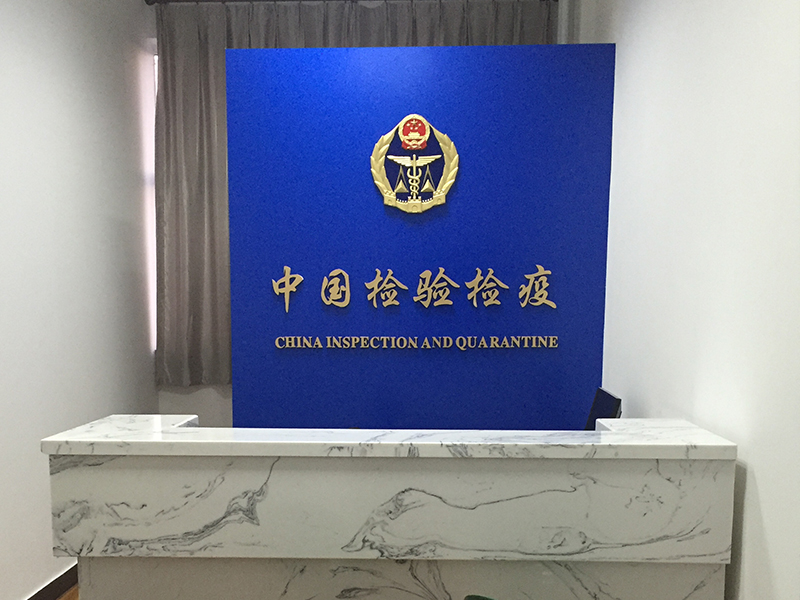 中国检验检疫
CHINA INSPECTION AND QUARANTINE